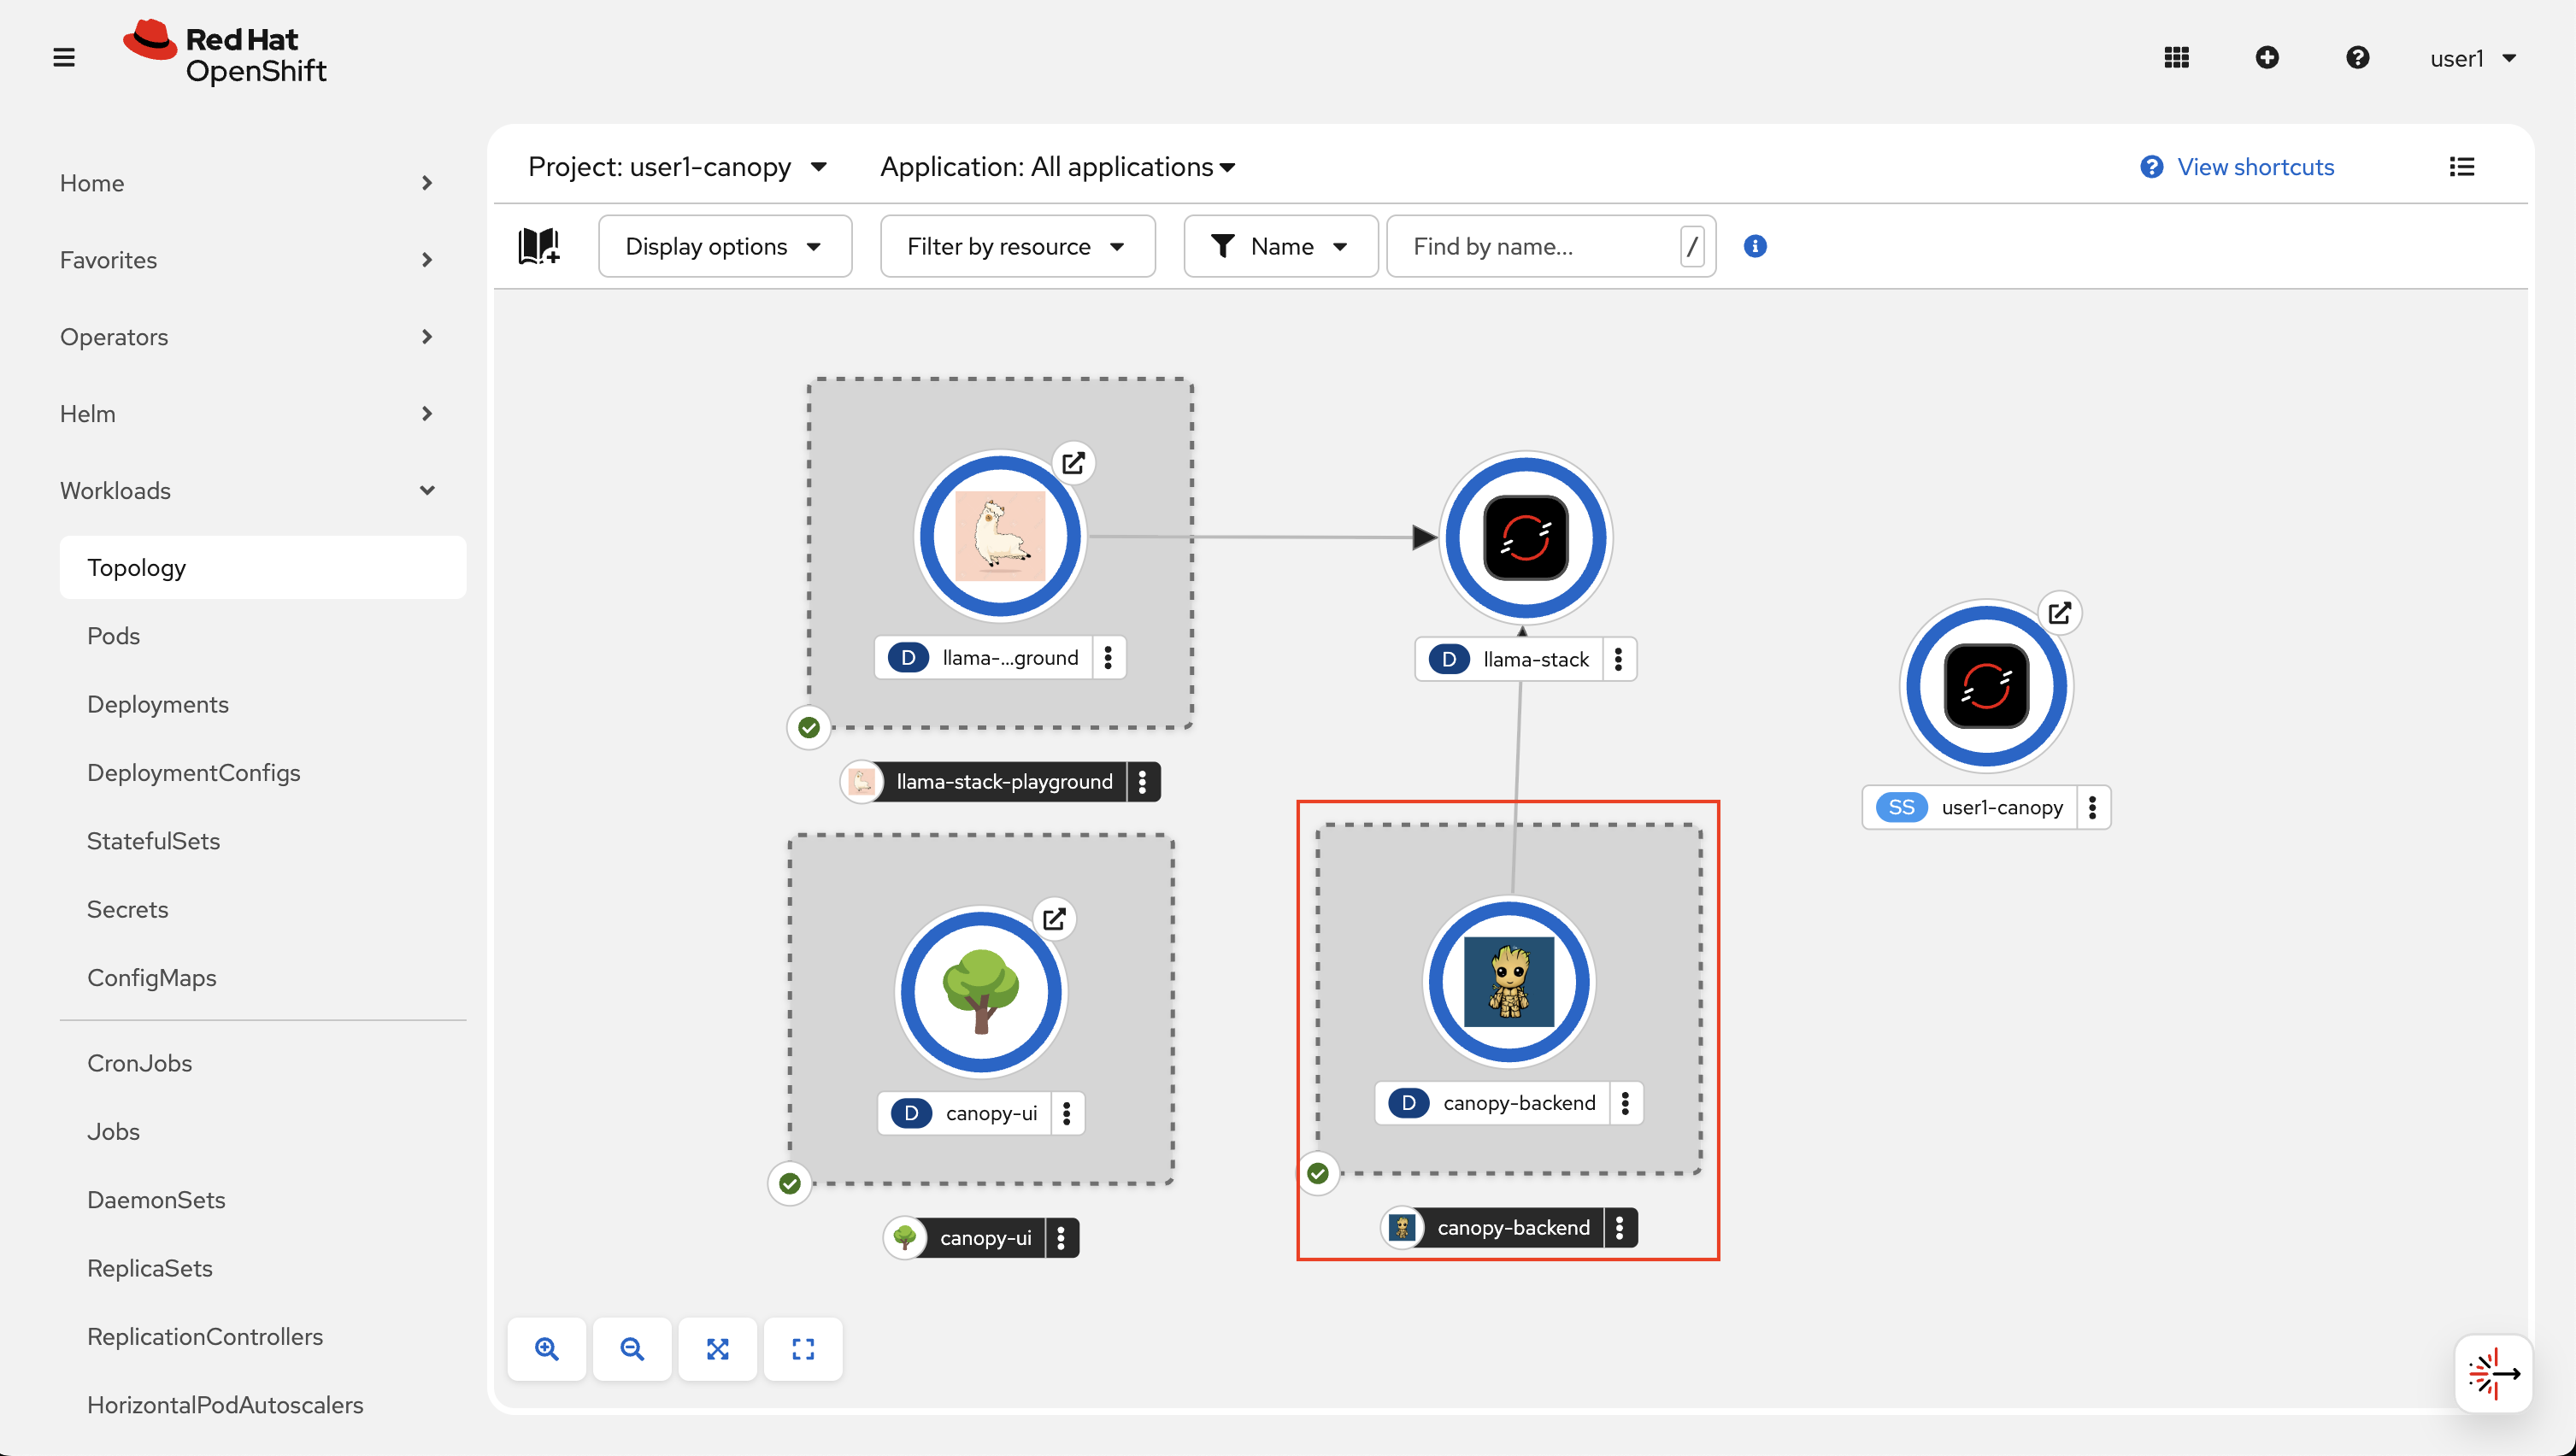 Red Hat
OpenShift
user1
Home
Favorites
Operators
Helm
Workloads
Topology
Pods
Deployments
DeploymentConfigs
StatefulSets
Secrets
ConfigMaps
CronJobs
Jobs
DaemonSets
ReplicaSets
ReplicationControllers
HorizontalPodAutoscalers
Project: user1-canopy
Application: All applications
View shortcuts
Display options
Filter by resource
Name
Find by name...
/
D llama-...ground
llama-stack-playground
D llama-stack
SS user1-canopy
D canopy-ui
canopy-ui
D canopy-backend
canopy-backend